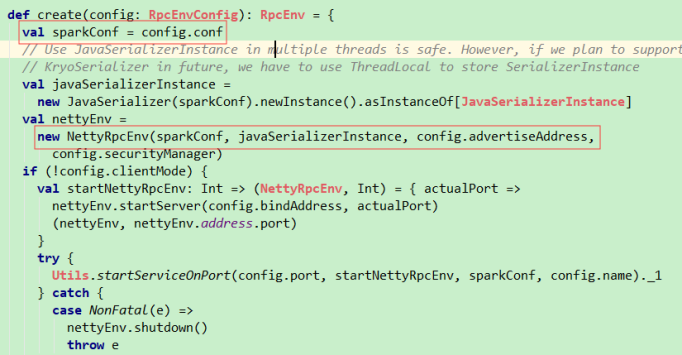 def create(config: RpcEnvConfig): RpcEnv = {
val sparkConf = config.conf
// Use JavaSerializerInstance in multiple threads is safe. However, if we plan to support
// KryoSerializer in future, we have to use ThreadLocal to store SerializerInstance
val javaSerializerInstance =
new JavaSerializer(sparkConf).newInstance().asInstanceOf[JavaSerializerInstance]
val nettyEnv =
new NettyRpcEnv(sparkConf, javaSerializerInstance, config.advertiseAddress,
config.securityManager)
if (!config.clientMode) {
val startNettyRpcEnv: Int => (NettyRpcEnv, Int) = { actualPort =>
nettyEnv.startServer(config.bindAddress, actualPort)
(nettyEnv, nettyEnv.address.port)
}
try {
Utils.startServiceOnPort(config.port, startNettyRpcEnv, sparkConf, config.name)._1
} catch {
case NonFatal(e) =>
nettyEnv.shutdown()
throw e